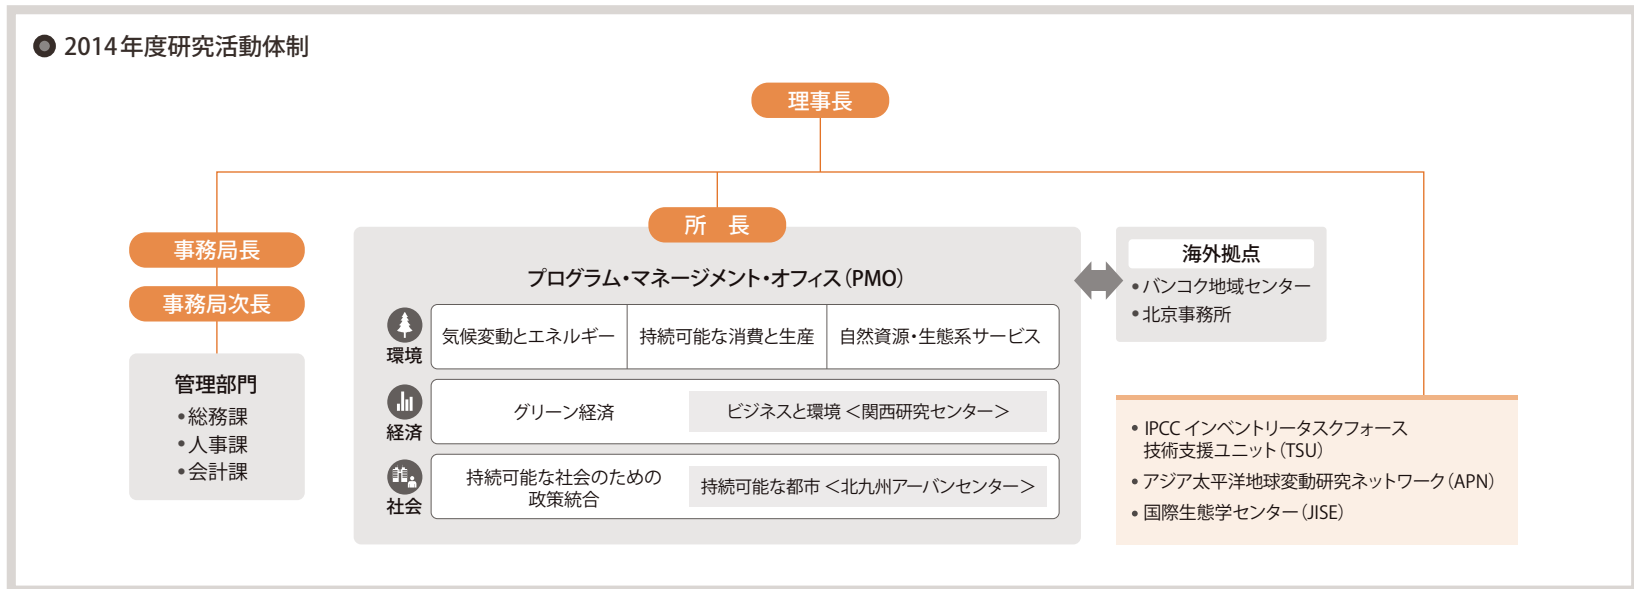 2014年度研究活動体制
理事長
所 長
事務局長
事務局次長
管理部門
•総務課
•人事課
•会計課
プログラム・マネージメント・オフィス(PMO)
環境
気候変動とエネルギー
持続可能な消費と生産
自然資源・生態系サービス
経済
グリーン経済
ビジネスと環境 <関西研究センター>
社会
持続可能な社会のための
政策統合
持続可能な都市 <北九州アーバンセンター>
海外拠点
•バンコク地域センター
•北京事務所
• IPCC インベントリータスクフォース
技術支援ユニット(TSU)
• アジア太平洋地球変動研究ネットワーク(APN)
• 国際生態学センター(JISE)